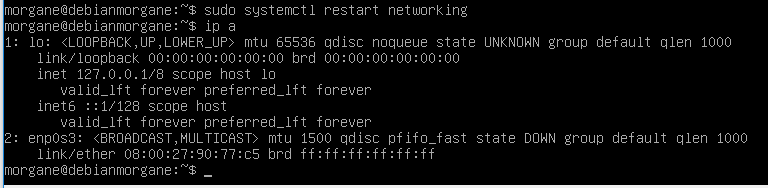 morgane@debianmorgane:~$ sudo systemctl restart networking
morgane@debianmorgane:~$ ip a
1: lo: <LOOPBACK,UP,LOWER_UP> mtu 65536 qdisc noqueue state UNKNOWN group default qlen 1000
    link/loopback 00:00:00:00:00:00 brd 00:00:00:00:00:00
    inet 127.0.0.1/8 scope host lo
       valid_lft forever preferred_lft forever
    inet6 ::1/128 scope host
       valid_lft forever preferred_lft forever
2: enp0s3: <BROADCAST,MULTICAST> mtu 1500 qdisc pfifo_fast state DOWN group default qlen 1000
    link/ether 08:00:27:90:77:c5 brd ff:ff:ff:ff:ff:ff
morgane@debianmorgane:~$ _